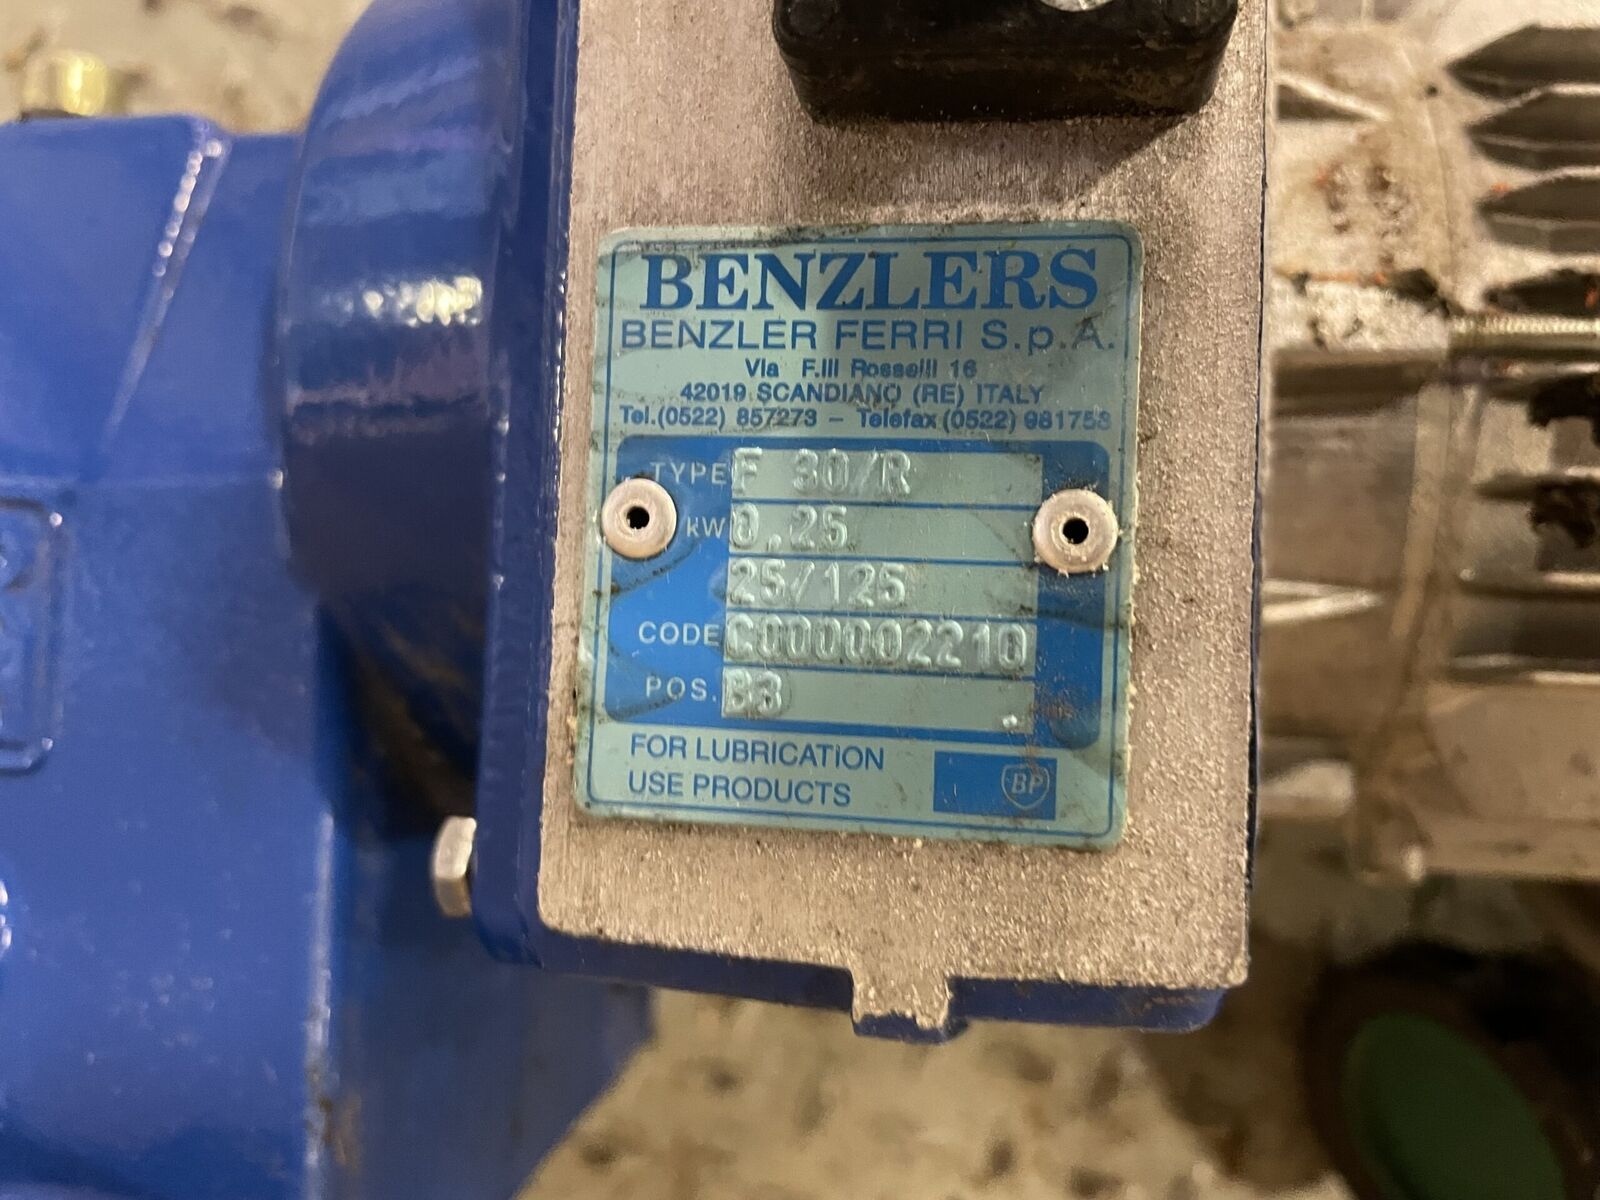 BENZLERS
BENZLER FERRI S.p.A.
Via F.lli Rosselli 16
42019 SCANDIANO (RE) ITALY
Tel.(0522) 857273 - Telefax (0522) 981753
TYPE F 30/R
kW 0.25
25/125
CODE C000002210
POS. B3
FOR LUBRICATION
USE PRODUCTS
BP